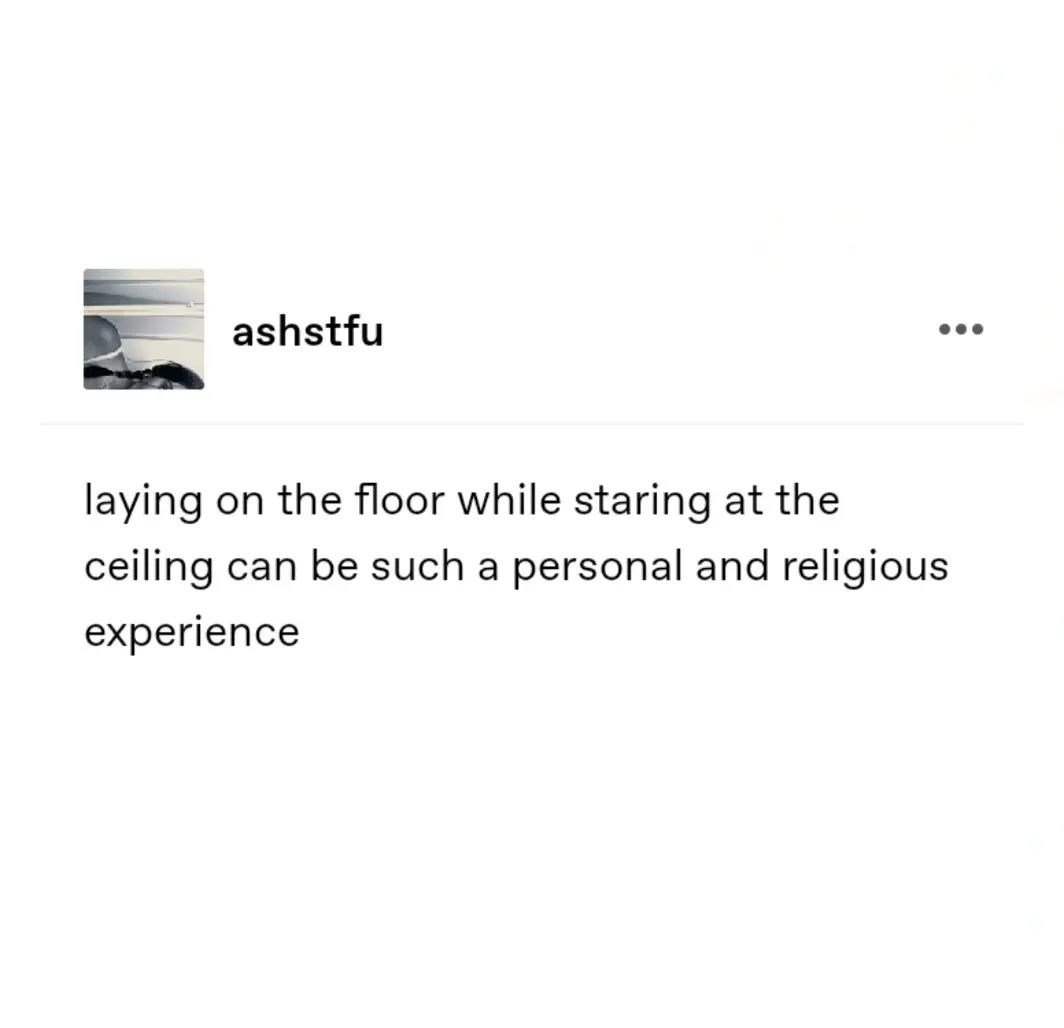 ashstfu
laying on the floor while staring at the
ceiling can be such a personal and religious
experience